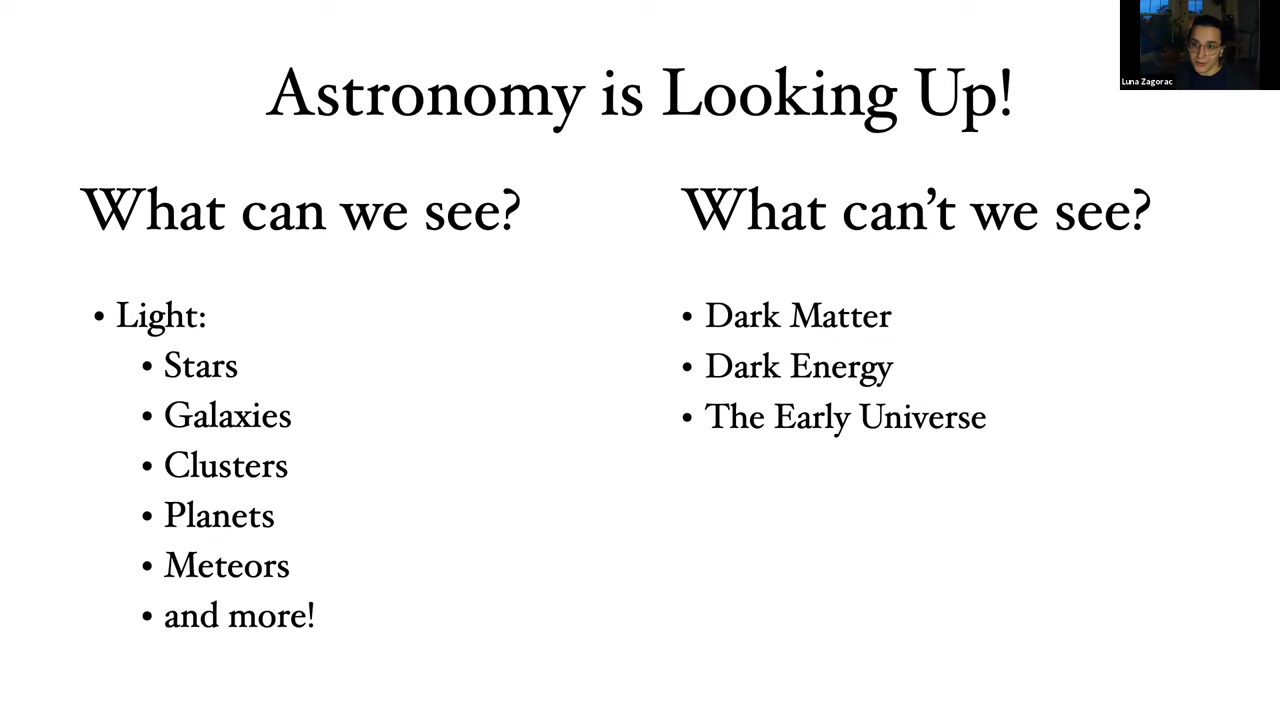 Astronomy is Looking Up!
Luna Zagorac
What can we see?
• Light:
• Stars
• Galaxies
• Clusters
• Planets
• Meteors
• and more!
What can’t we see?
• Dark Matter
• Dark Energy
• The Early Universe